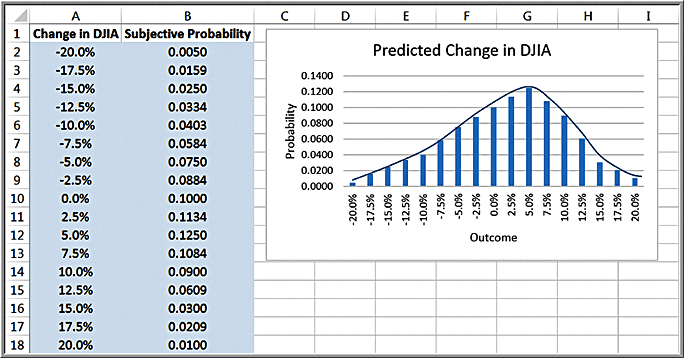 A B C D E F G H I
1 Change in DJIA Subjective Probability
2 -20.0% 0.0050
3 -17.5% 0.0159
4 -15.0% 0.0250
5 -12.5% 0.0334
6 -10.0% 0.0403
7 -7.5% 0.0584
8 -5.0% 0.0750
9 -2.5% 0.0884
10 0.0% 0.1000
11 2.5% 0.1134
12 5.0% 0.1250
13 7.5% 0.1084
14 10.0% 0.0900
15 12.5% 0.0609
16 15.0% 0.0300
17 17.5% 0.0209
18 20.0% 0.0100
Predicted Change in DJIA
Probability
0.1400
0.1200
0.1000
0.0800
0.0600
0.0400
0.0200
0.0000
-20.0% -17.5% -15.0% -12.5% -10.0% -7.5% -5.0% -2.5% 0.0% 2.5% 5.0% 7.5% 10.0% 12.5% 15.0% 17.5% 20.0%
Outcome